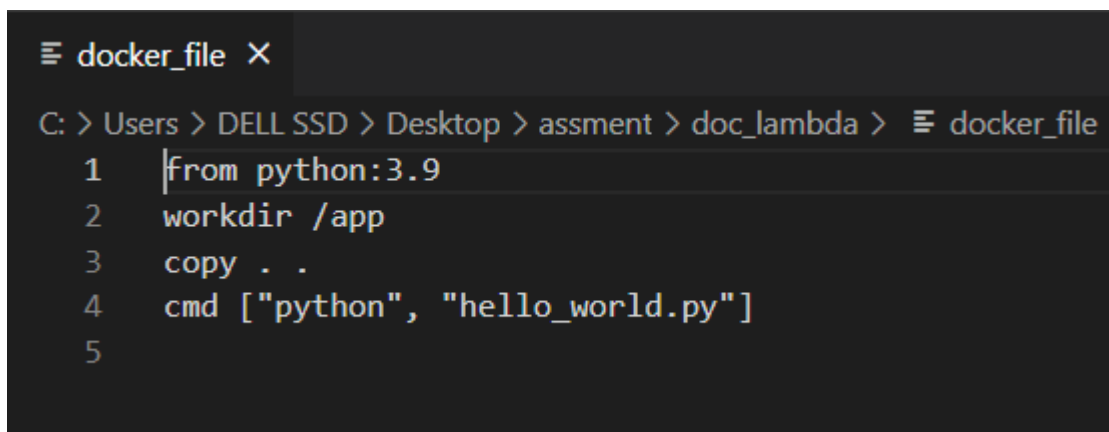 docker_file
C: > Users > DELL SSD > Desktop > assment > doc_lambda > docker_file
1 from python:3.9
2 workdir /app
3 copy . .
4 cmd ["python", "hello_world.py"]
5